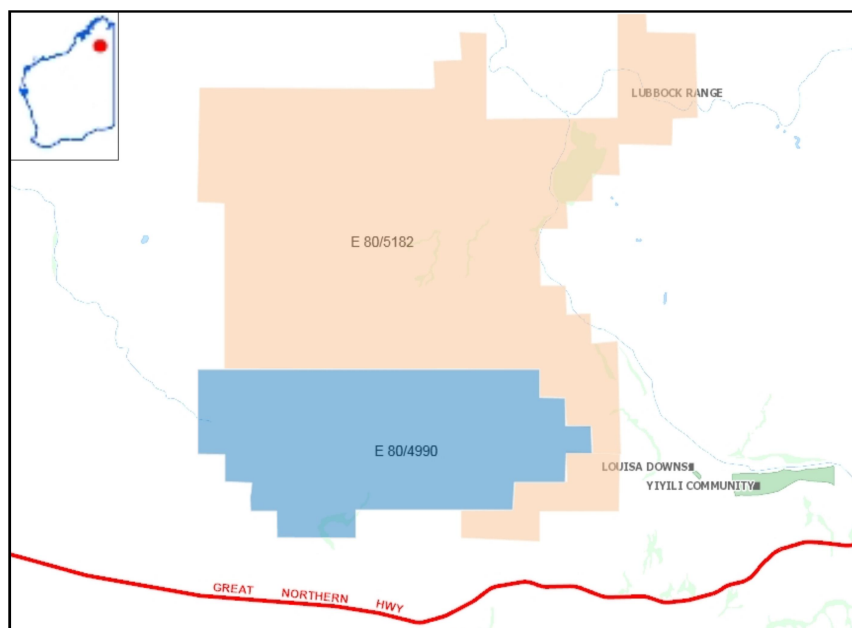 LUBBOCK RANGE
E 80/5182
E 80/4990
LOUISA DOWNS
YIYILI COMMUNITY
GREAT NORTHERN HWY